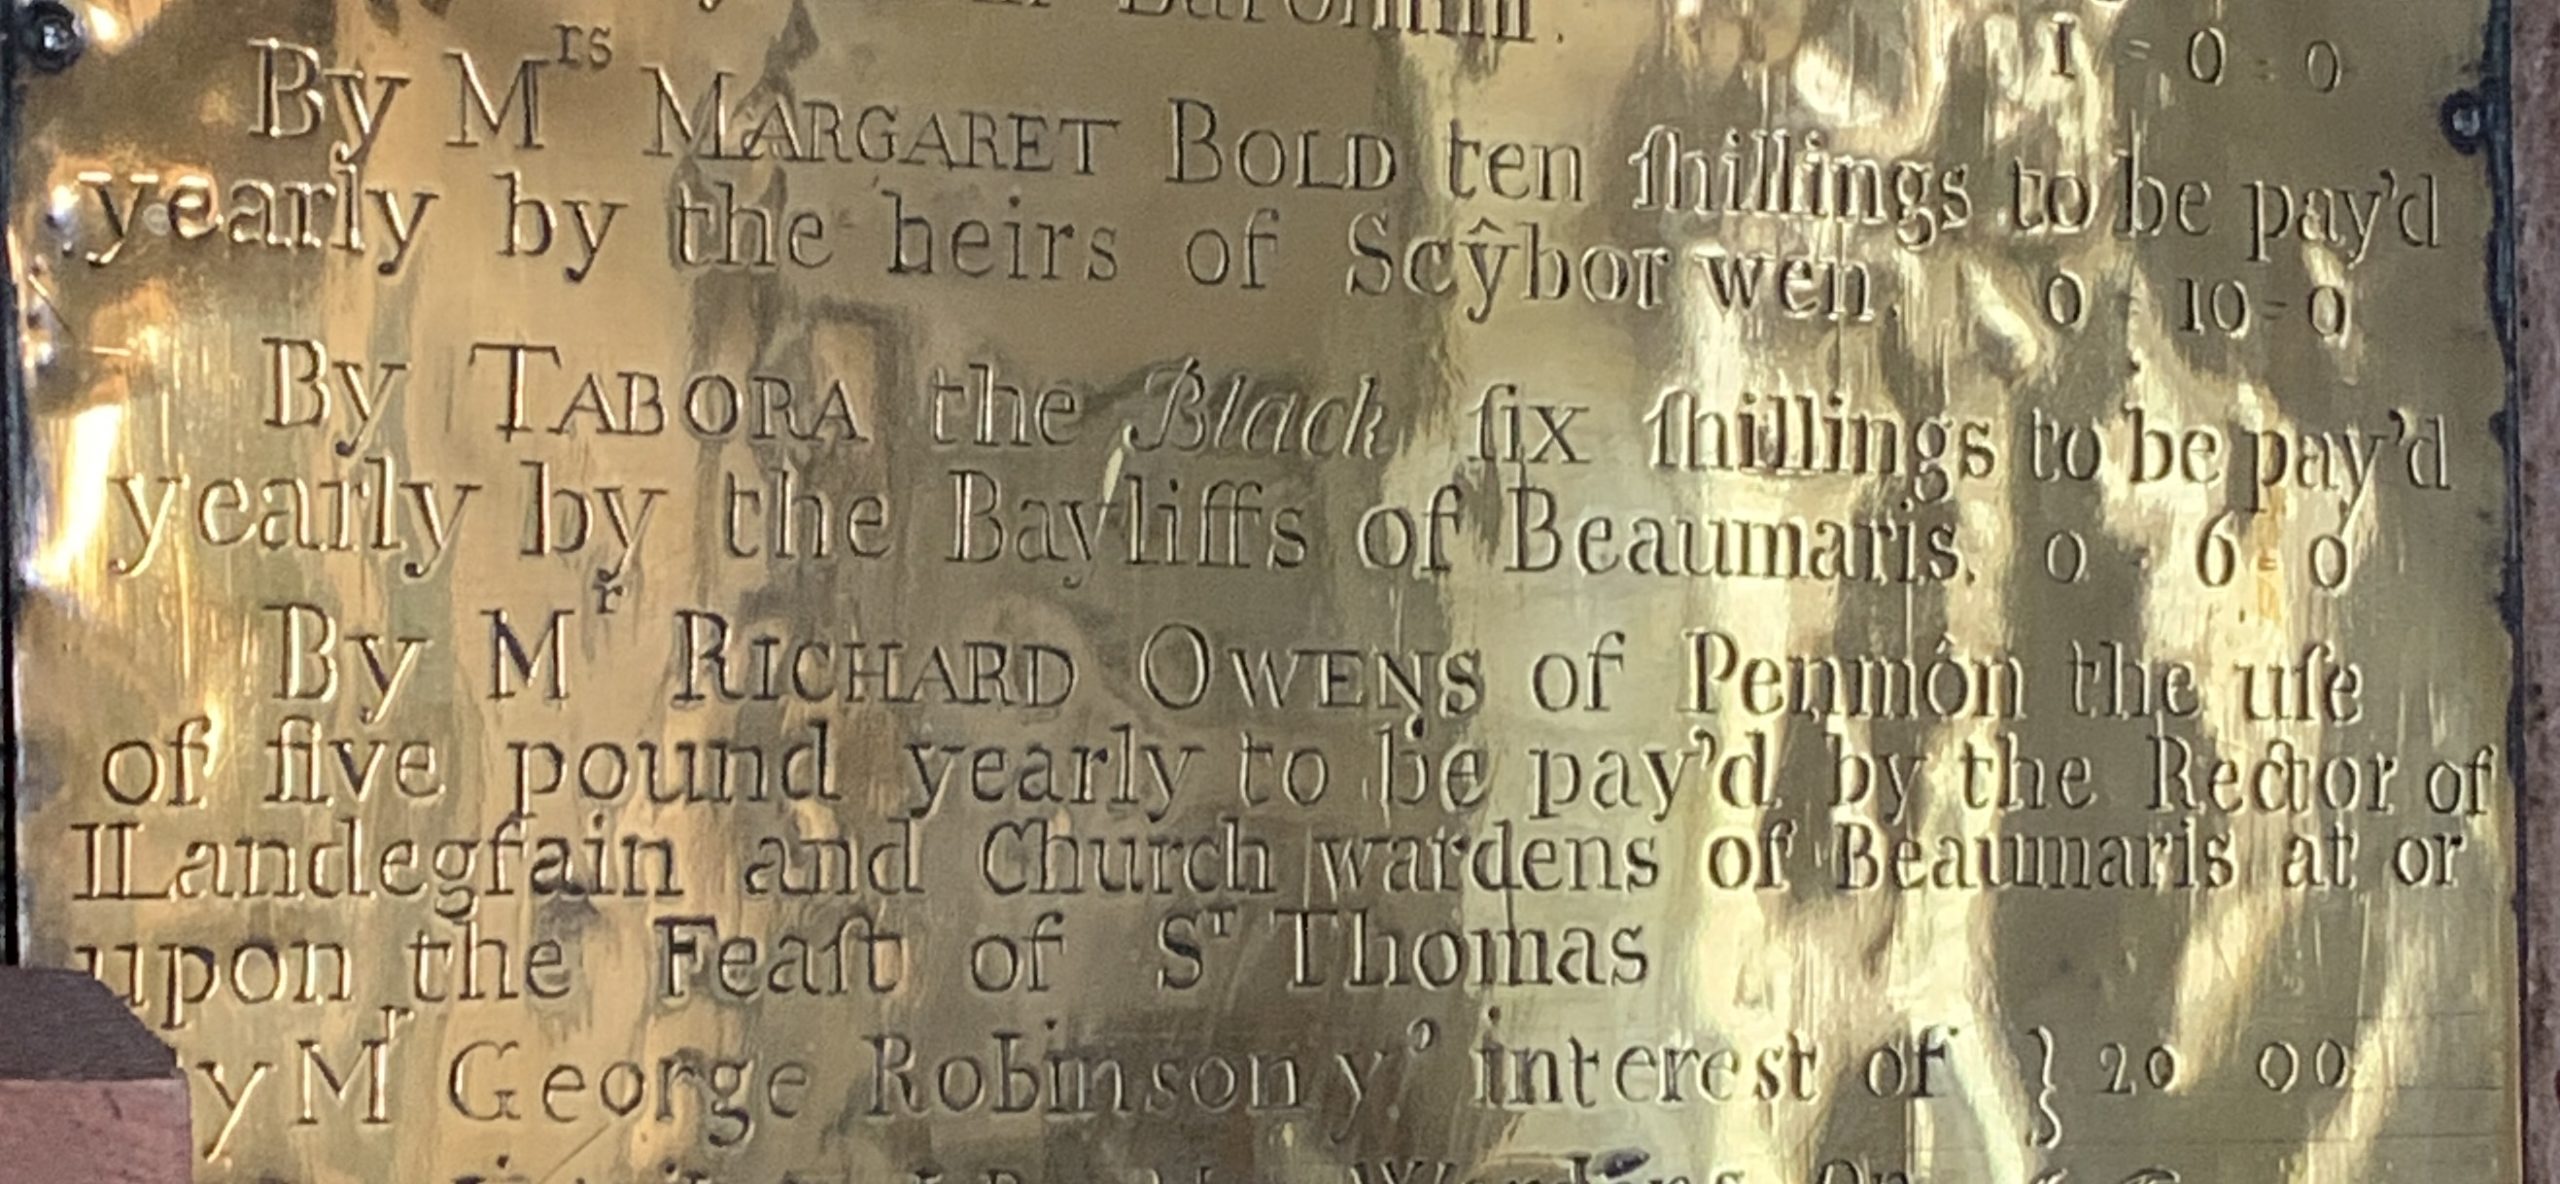 Baronhill.
1 = 0 = 0
By Mrs MARGARET BOLD ten ſhillings to be pay'd
yearly by the heirs of Scŷbor wen. 0 = 10 = 0
By TABORA the Black ſix ſhillings to be pay'd
yearly by the Bayliffs of Beaumaris. 0 = 6 = 0
By Mr RICHARD OWENS of Penmôn the uſe
of five pound yearly to be pay'd by the Rector of
Llandegfain and Church wardens of Beaumaris at or
upon the Feaſt of St Thomas
y Mr George Robinson ye interest of } 20 00